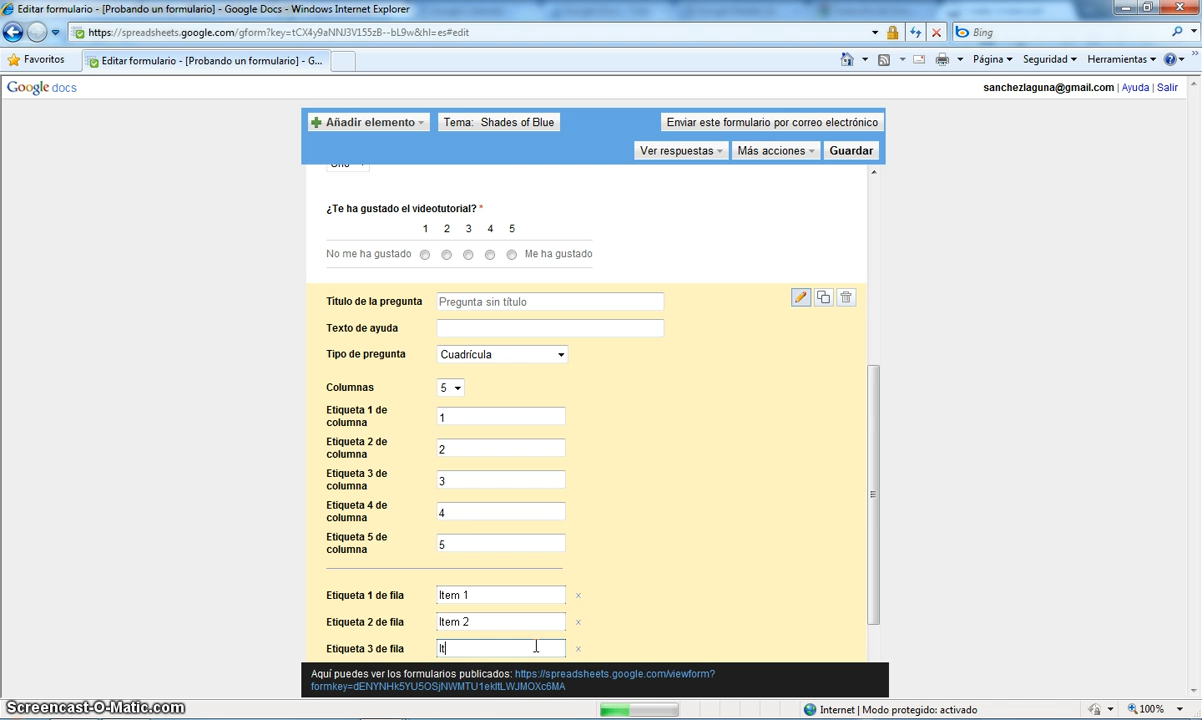 Editar formulario - [Probando un formulario] - Google Docs - Windows Internet Explorer
https://spreadsheets.google.com/gform?key=tCX4y9aNNJ3V155zB--bL9w&hl=es#edit
Bing
Favoritos
Editar formulario - [Probando un formulario] - G...
Página
Seguridad
Herramientas
Google docs
sanchezlaguna@gmail.com | Ayuda | Salir
Añadir elemento
Tema: Shades of Blue
Enviar este formulario por correo electrónico
Ver respuestas
Más acciones
Guardar
¿Te ha gustado el videotutorial? *
1 2 3 4 5
No me ha gustado
Me ha gustado
Título de la pregunta
Pregunta sin título
Texto de ayuda
Tipo de pregunta
Cuadrícula
Columnas
5
Etiqueta 1 de
columna
1
Etiqueta 2 de
columna
2
Etiqueta 3 de
columna
3
Etiqueta 4 de
columna
4
Etiqueta 5 de
columna
5
Etiqueta 1 de fila
Item 1
x
Etiqueta 2 de fila
Item 2
x
Etiqueta 3 de fila
It
x
Aquí puedes ver los formularios publicados: https://spreadsheets.google.com/viewform?
formkey=dENYNHk5YU5OSjNWMTU1ekItLWJMOXc6MA
Screencast-O-Matic.com
Internet | Modo protegido: activado
100%